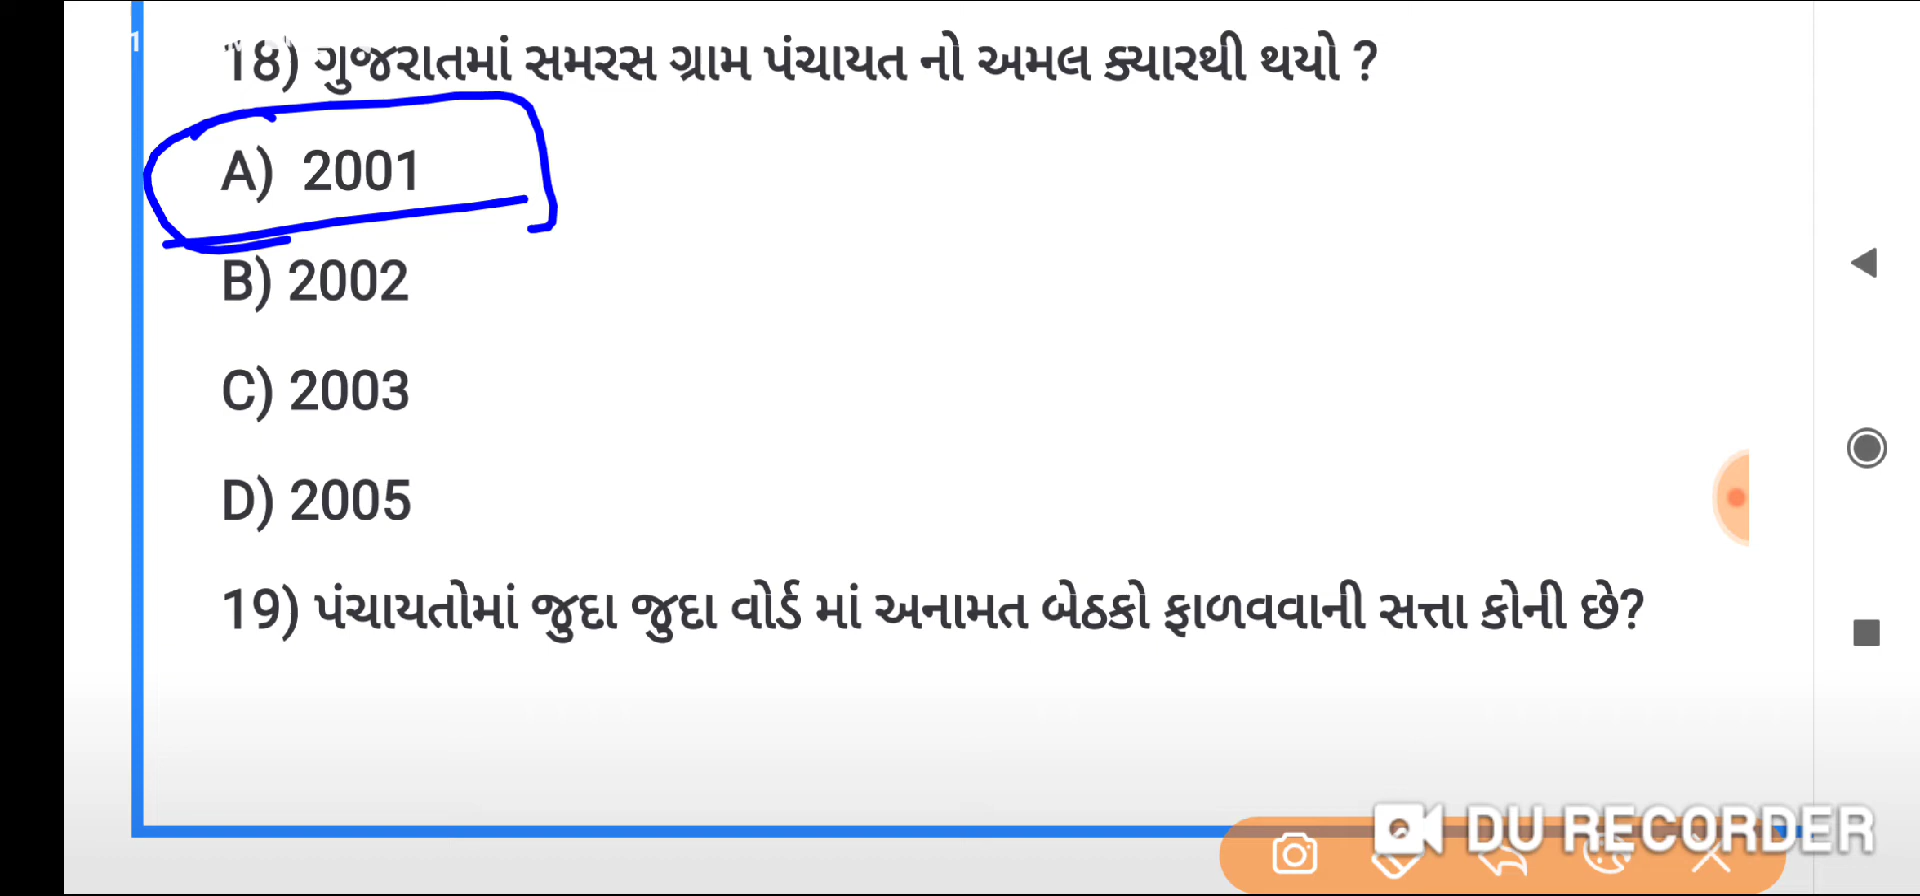 18) ગુજરાતમાં સમરસ ગ્રામ પંચાયત નો અમલ ક્યારથી થયો ?
A) 2001
B) 2002
C) 2003
D) 2005
19) પંચાયતોમાં જુદા જુદા વોર્ડ માં અનામત બેઠકો ફાળવવાની સત્તા કોની છે?
DU RECORDER